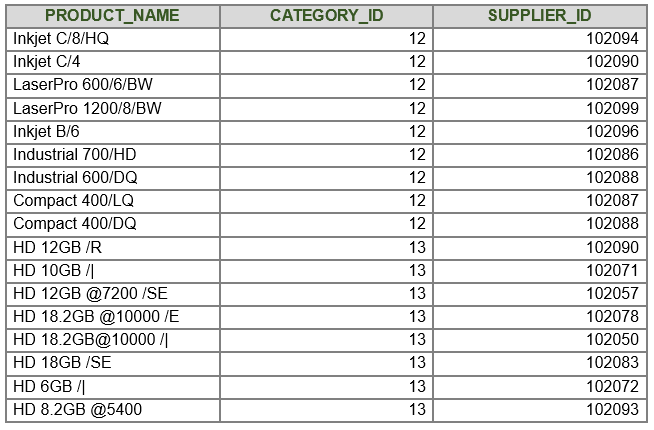 PRODUCT_NAME CATEGORY_ID SUPPLIER_ID
Inkjet C/8/HQ 12 102094
Inkjet C/4 12 102090
LaserPro 600/6/BW 12 102087
LaserPro 1200/8/BW 12 102099
Inkjet B/6 12 102096
Industrial 700/HD 12 102086
Industrial 600/DQ 12 102088
Compact 400/LQ 12 102087
Compact 400/DQ 12 102088
HD 12GB /R 13 102090
HD 10GB /| 13 102071
HD 12GB @7200 /SE 13 102057
HD 18.2GB @10000 /E 13 102078
HD 18.2GB@10000 /| 13 102050
HD 18GB /SE 13 102083
HD 6GB /| 13 102072
HD 8.2GB @5400 13 102093